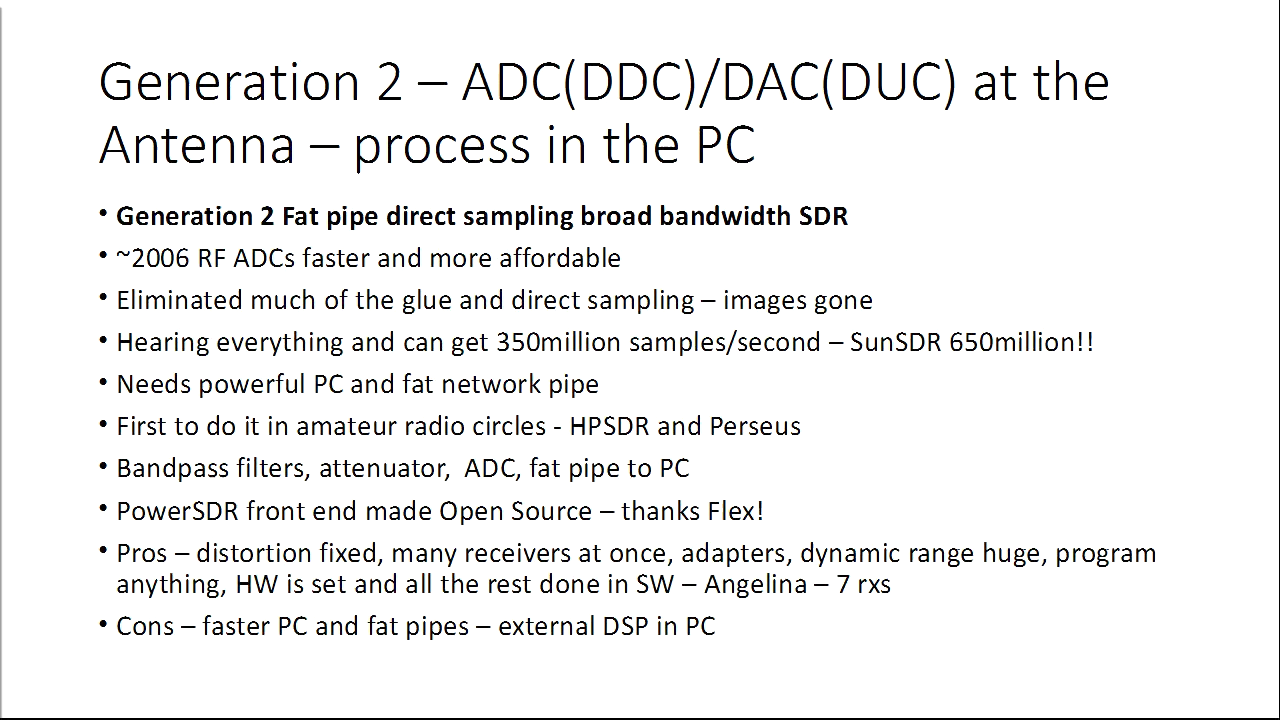 Generation 2 – ADC(DDC)/DAC(DUC) at the
Antenna – process in the PC
• Generation 2 Fat pipe direct sampling broad bandwidth SDR
• ~2006 RF ADCs faster and more affordable
• Eliminated much of the glue and direct sampling – images gone
• Hearing everything and can get 350million samples/second – SunSDR 650million!!
• Needs powerful PC and fat network pipe
• First to do it in amateur radio circles - HPSDR and Perseus
• Bandpass filters, attenuator,  ADC, fat pipe to PC
• PowerSDR front end made Open Source – thanks Flex!
• Pros – distortion fixed, many receivers at once, adapters, dynamic range huge, program
anything, HW is set and all the rest done in SW – Angelina – 7 rxs
• Cons – faster PC and fat pipes – external DSP in PC